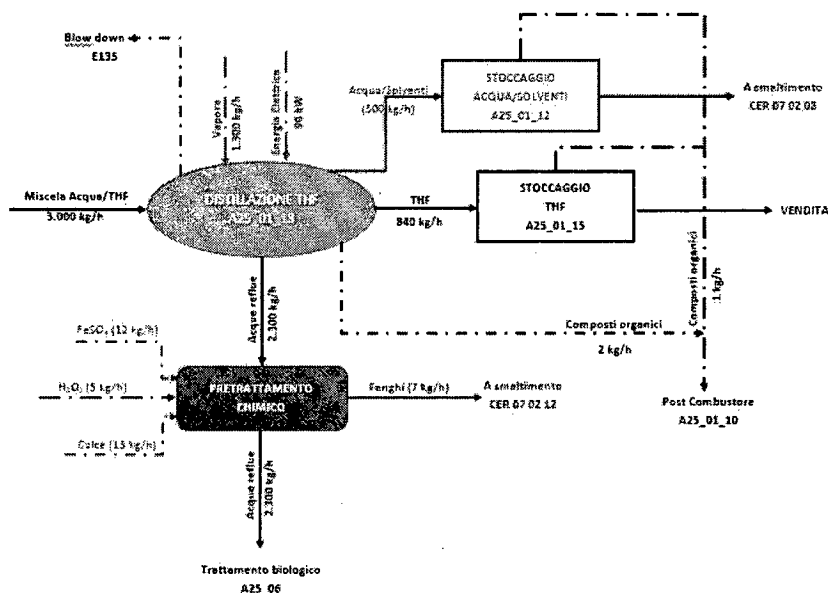 Blow down
E135
Vapore
1.300 kg/h
Energia Elettrica
90 kW
Acqua/Solventi
(500 kg/h)
STOCCAGGIO
ACQUA/SOLVENTI
A25_01_12
A smaltimento
CER 07 02 03
Miscela Acqua/THF
3.000 kg/h
DISTILLAZIONE THF
A25_01_13
THF
840 kg/h
STOCCAGGIO
THF
A25_01_15
VENDITA
Acque reflue
2.300 kg/h
Composti organici
2 kg/h
Composti organici
1 kg/h
FeSO4 (12 kg/h)
H2O2 (5 kg/h)
Calce (13 kg/h)
PRETRATTAMENTO
CHIMICO
Fanghi (7 kg/h)
A smaltimento
CER 07 02 12
Post Combustore
A25_01_10
Acque reflue
2.300 kg/h
Trattamento biologico
A25_06